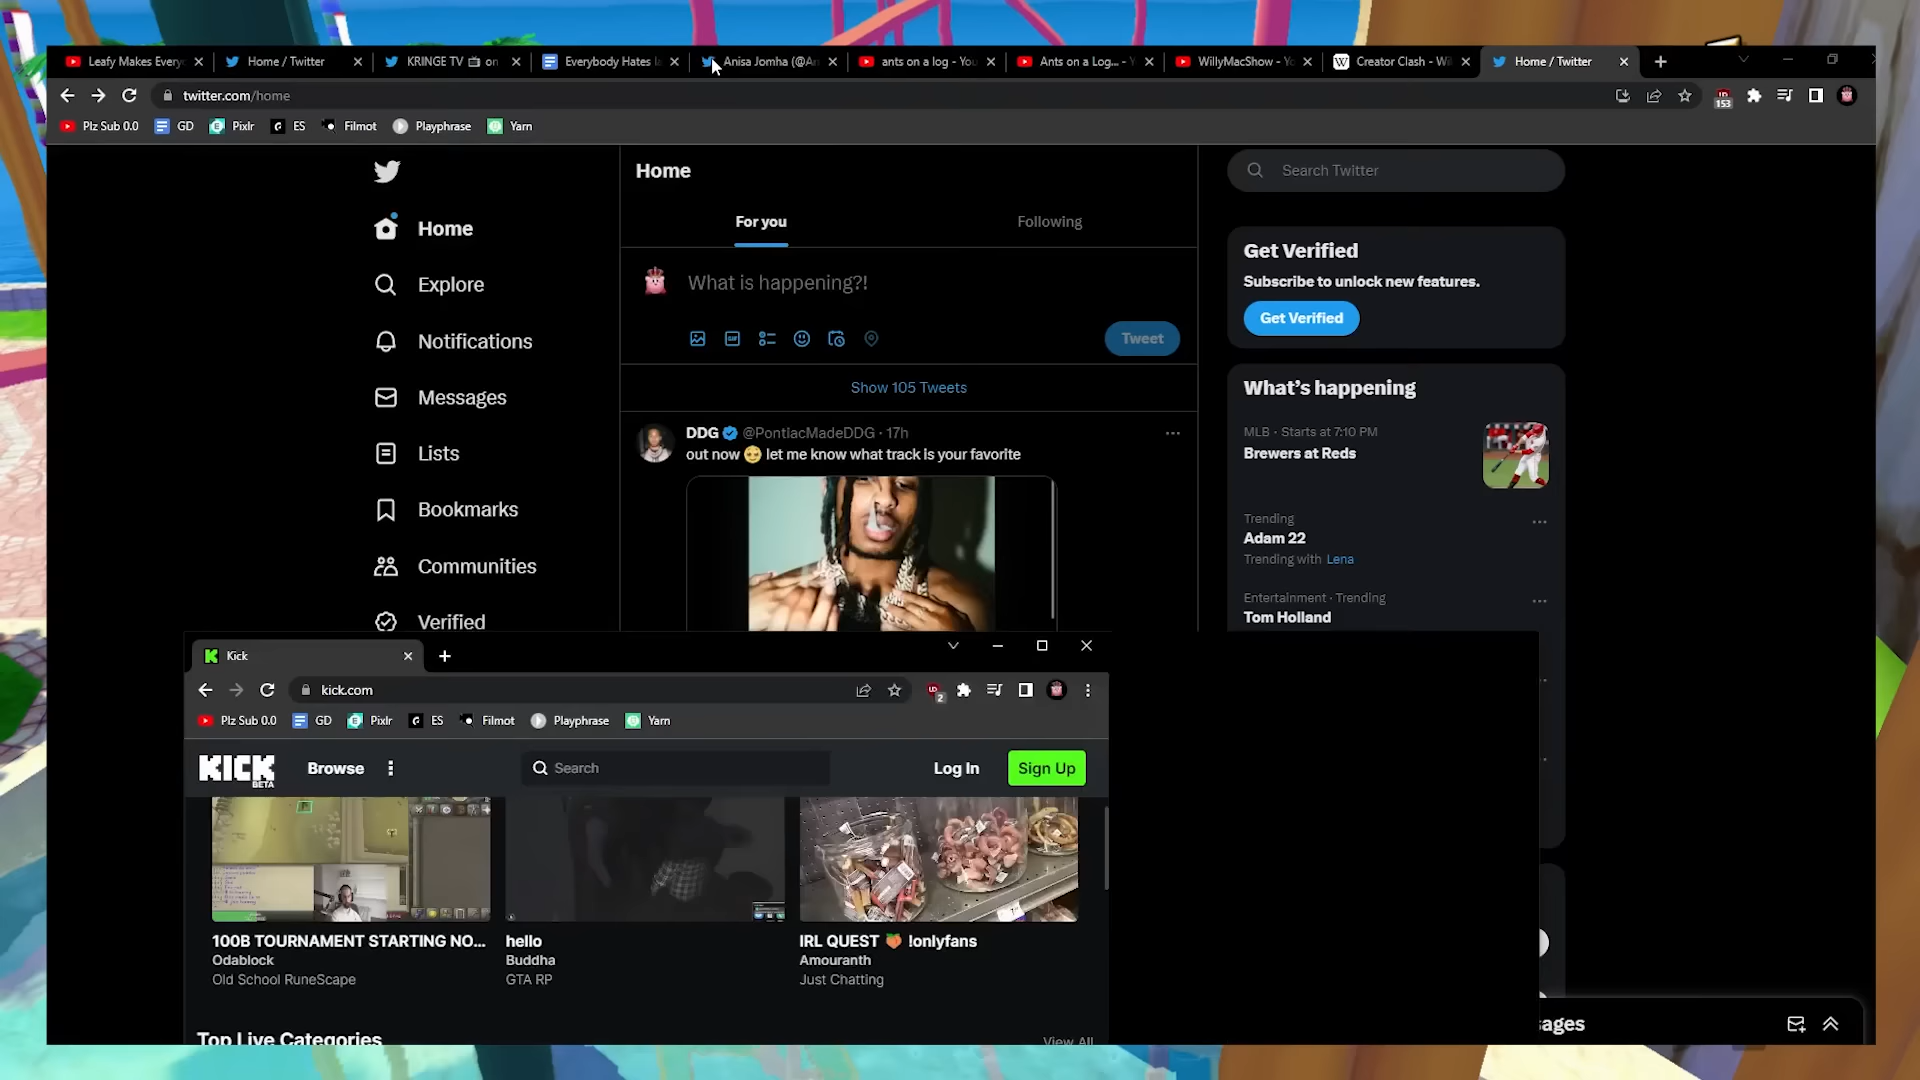 Leafy Makes Every
Home / Twitter
KRINGE TV on
Everybody Hates
Anisa Jomha (@An
ants on a log - You
Ants on a Log... - Y
WillyMacShow - Yo
Creator Clash - Wi
Home / Twitter
twitter.com/home
153
Plz Sub 0.0
GD
Pixlr
ES
Filmot
Playphrase
Yarn
Home
Explore
Notifications
Messages
Lists
Bookmarks
Communities
Verified
Home
For you
Following
What is happening?!
GIF
Tweet
Show 105 Tweets
DDG @PontiacMadeDDG · 17h
out now let me know what track is your favorite
Search Twitter
Get Verified
Subscribe to unlock new features.
Get Verified
What's happening
MLB · Starts at 7:10 PM
Brewers at Reds
Trending
Adam 22
Trending with Lena
Entertainment · Trending
Tom Holland
Kick
kick.com
2
Plz Sub 0.0
GD
Pixlr
ES
Filmot
Playphrase
Yarn
KICK
BETA
Browse
Search
Log In
Sign Up
100B TOURNAMENT STARTING NO...
Odablock
Old School RuneScape
hello
Buddha
GTA RP
IRL QUEST 🍑 !onlyfans
Amouranth
Just Chatting
Top Live Categories
View All
sages